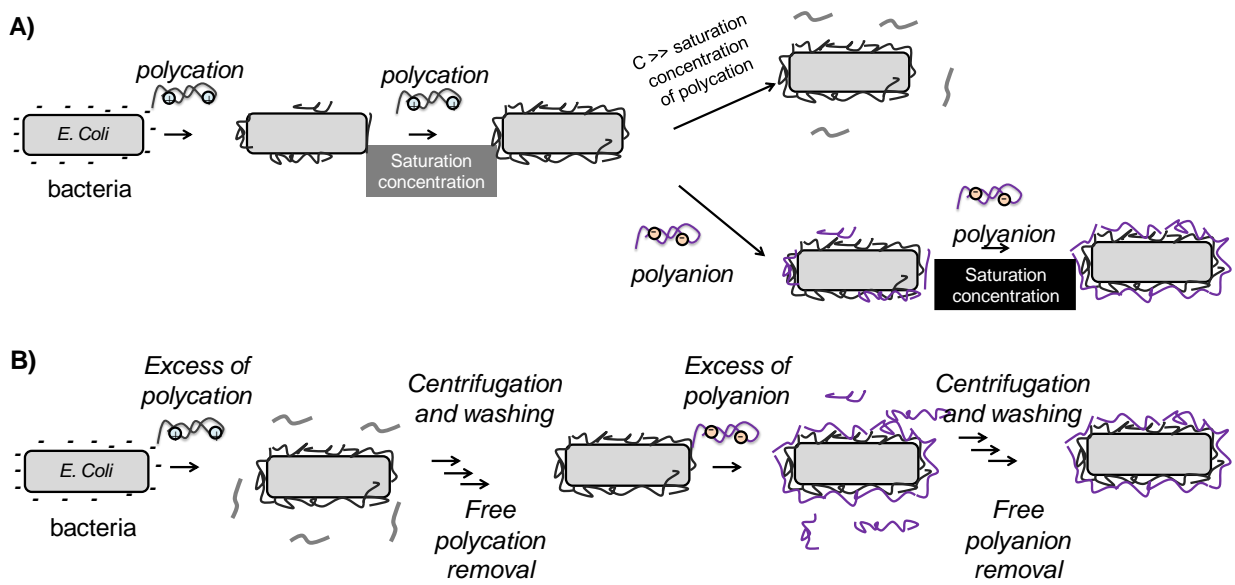 A)
polycation
E. Coli
bacteria
polycation
Saturation
concentration
C >> saturation
concentration
of polycation
polyanion
polyanion
Saturation
concentration
B)
Excess of
polycation
E. Coli
bacteria
Centrifugation
and washing
Free
polycation
removal
Excess of
polyanion
Centrifugation
and washing
Free
polyanion
removal